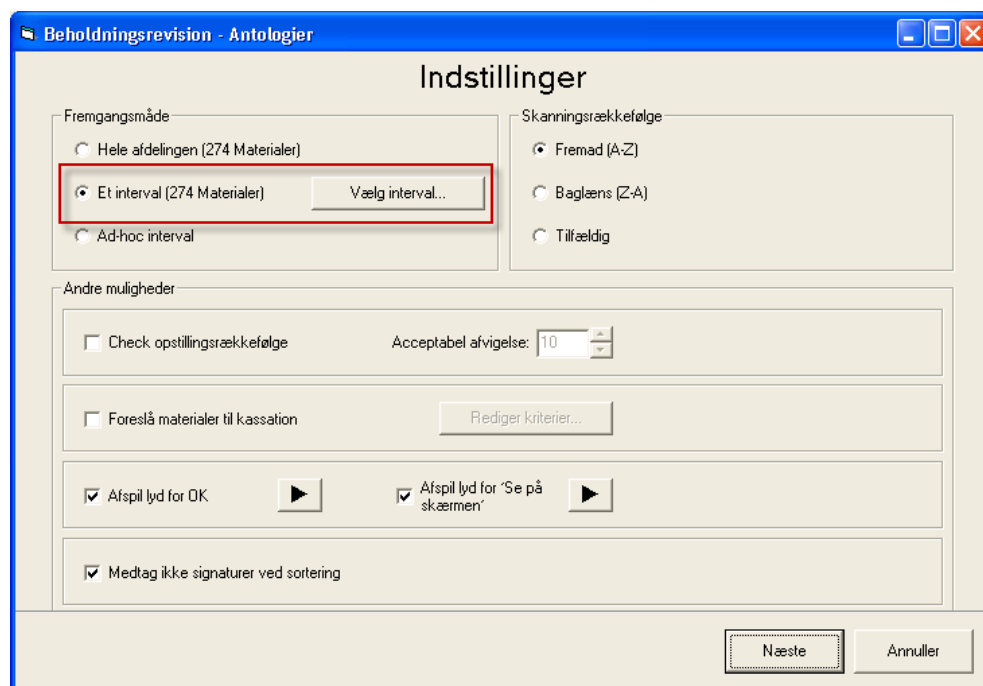 Beholdningsrevision - Antologier
Indstillinger
Fremgangsmåde
Hele afdelingen (274 Materialer)
Et interval (274 Materialer)
Vælg interval...
Ad-hoc interval
Skanningsrækkefølge
Fremad (A-Z)
Baglæns (Z-A)
Tilfældig
Andre muligheder
Check opstillingsrækkefølge
Acceptabel afvigelse: 10
Foreslå materialer til kassation
Rediger kriterier...
Afspil lyd for OK
Afspil lyd for ´Se på
skærmen´
Medtag ikke signaturer ved sortering
Næste
Annuller